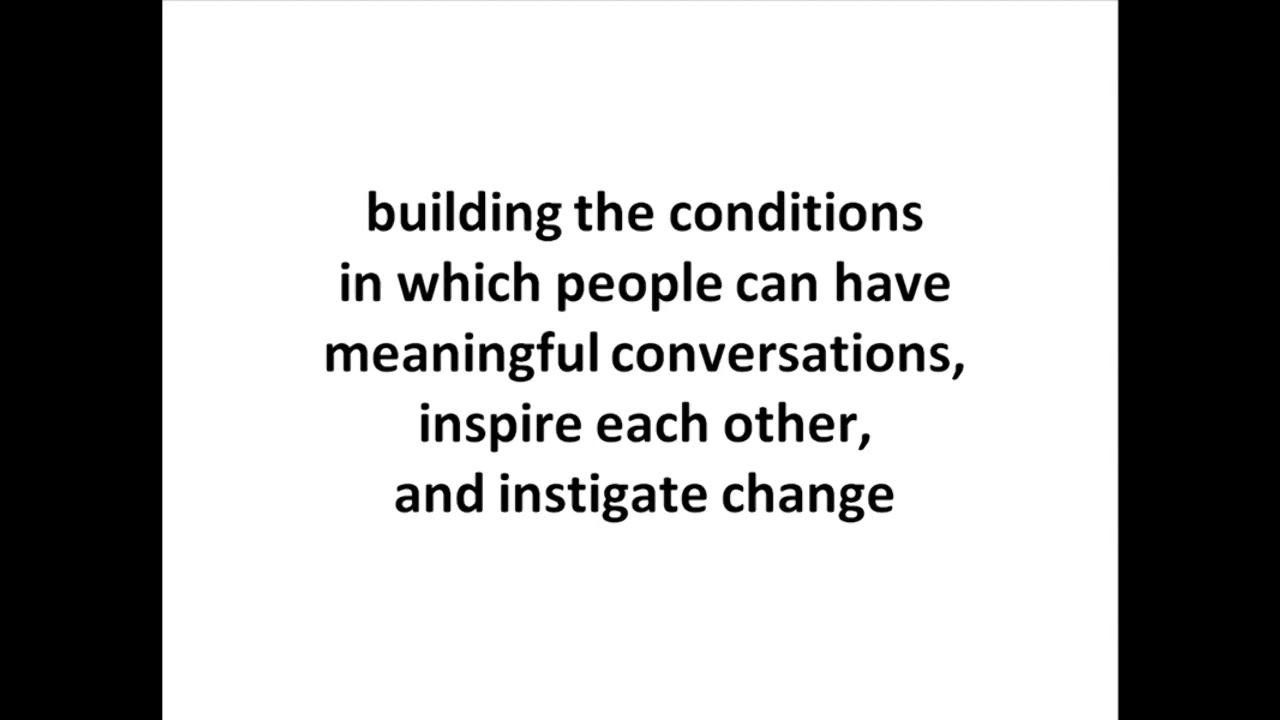 building the conditions
in which people can have
meaningful conversations,
inspire each other,
and instigate change